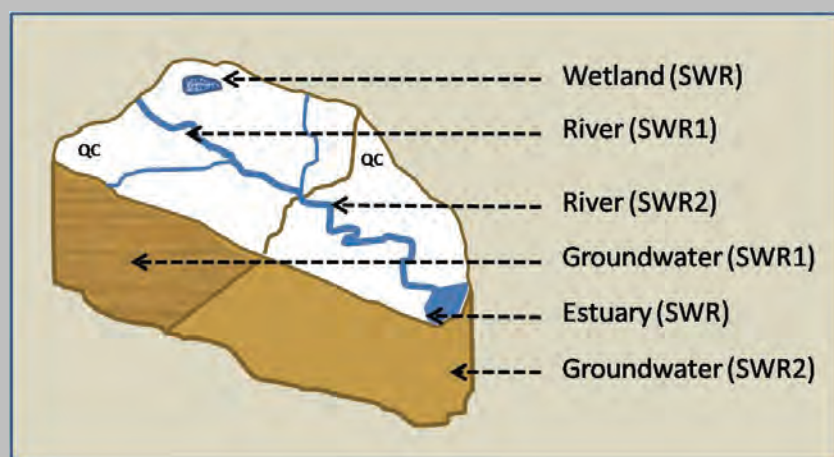 Wetland (SWR)
River (SWR1)
QC
QC
River (SWR2)
Groundwater (SWR1)
Estuary (SWR)
Groundwater (SWR2)